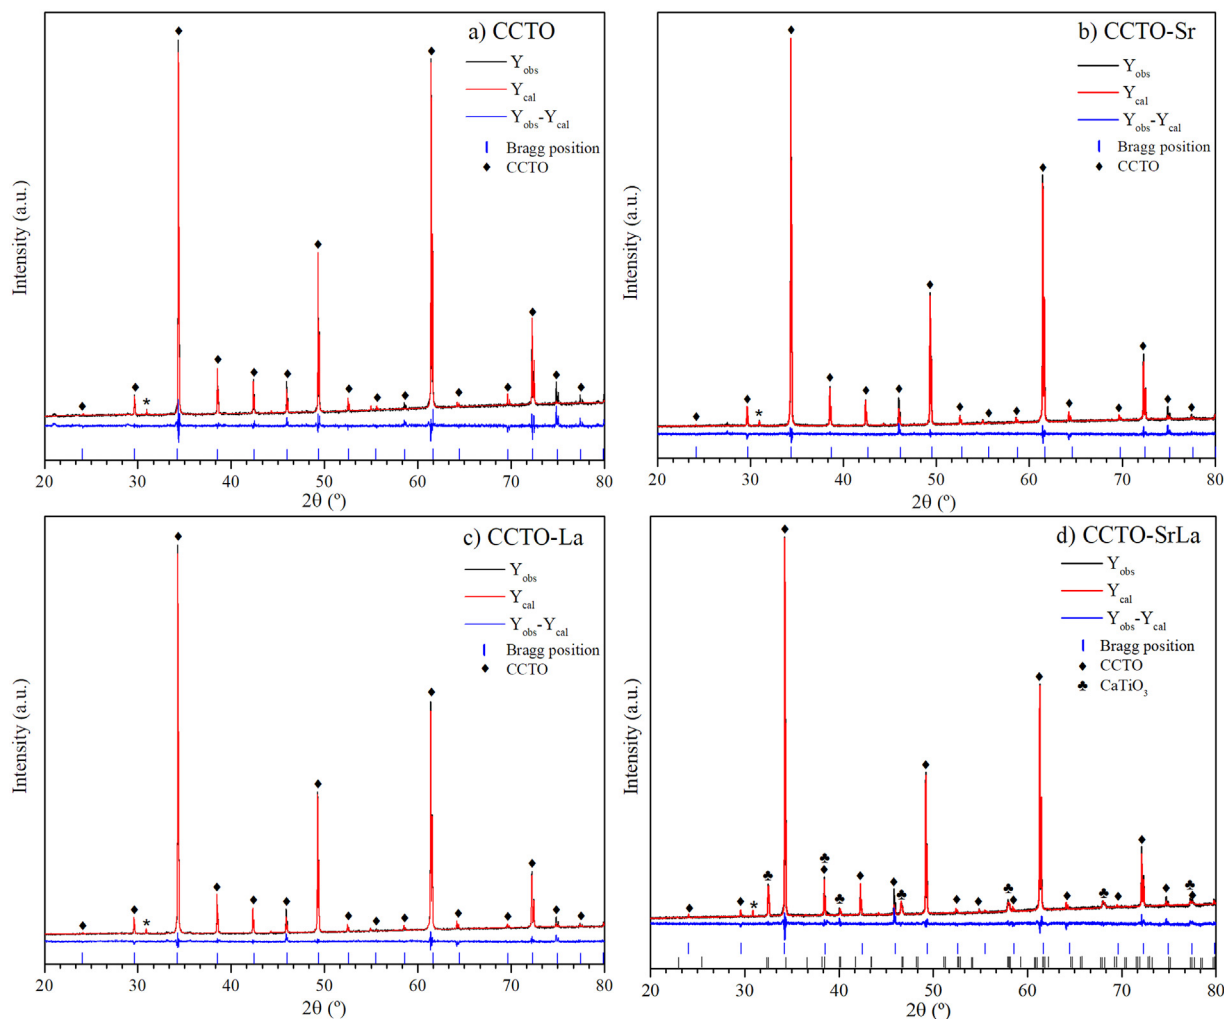 a) CCTO
Y_obs
Y_cal
Y_obs-Y_cal
Bragg position
CCTO
*
Intensity (a.u.)
20 30 40 50 60 70 80
2θ (º)
b) CCTO-Sr
Y_obs
Y_cal
Y_obs-Y_cal
Bragg position
CCTO
*
Intensity (a.u.)
20 30 40 50 60 70 80
2θ (º)
c) CCTO-La
Y_obs
Y_cal
Y_obs-Y_cal
Bragg position
CCTO
*
Intensity (a.u.)
20 30 40 50 60 70 80
2θ (º)
d) CCTO-SrLa
Y_obs
Y_cal
Y_obs-Y_cal
Bragg position
CCTO
CaTiO₃
*
Intensity (a.u.)
20 30 40 50 60 70 80
2θ (º)